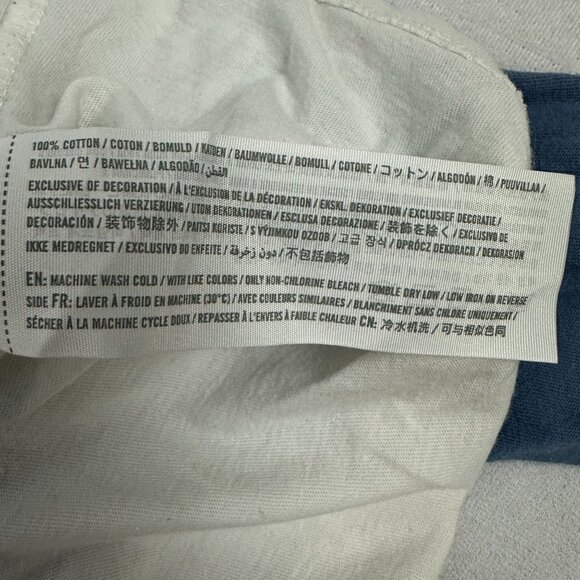 100% COTTON / COTON / BOMULD / KATOEN / BAUMWOLLE / BOMULL / COTONE / コットン / ALGODÓN / 棉 / PUUVILLAA /
BAVLNA / 면 / BAWEŁNA / ALGODÃO / القطن /
EXCLUSIVE OF DECORATION / À L'EXCLUSION DE LA DÉCORATION / EKSKL. DEKORATION / EXCLUSIEF DECORATIE /
AUSSCHLIESSLICH VERZIERUNG / UTOM DEKORATIONEN / ESCLUSA DECORAZIONE / 装飾を除く / EXCLUSIVO DE
DECORACIÓN / 装饰物除外 / PAITSI KORISTE / S VÝJIMKOU OZDOB / 고급 장식 / OPRÓCZ DEKORACJI / DEKORASJON
IKKE MEDREGNET / EXCLUSIVO DO ENFEITE / دون زخرفة / 不包括飾物
EN: MACHINE WASH COLD / WITH LIKE COLORS / ONLY NON-CHLORINE BLEACH / TUMBLE DRY LOW / LOW IRON ON REVERSE
SIDE FR: LAVER À FROID EN MACHINE (30°C) / AVEC COULEURS SIMILAIRES / BLANCHIMENT SANS CHLORE UNIQUEMENT /
SÉCHER À LA MACHINE CYCLE DOUX / REPASSER À L'ENVERS À FAIBLE CHALEUR CN: 冷水机洗 / 可与相似色同